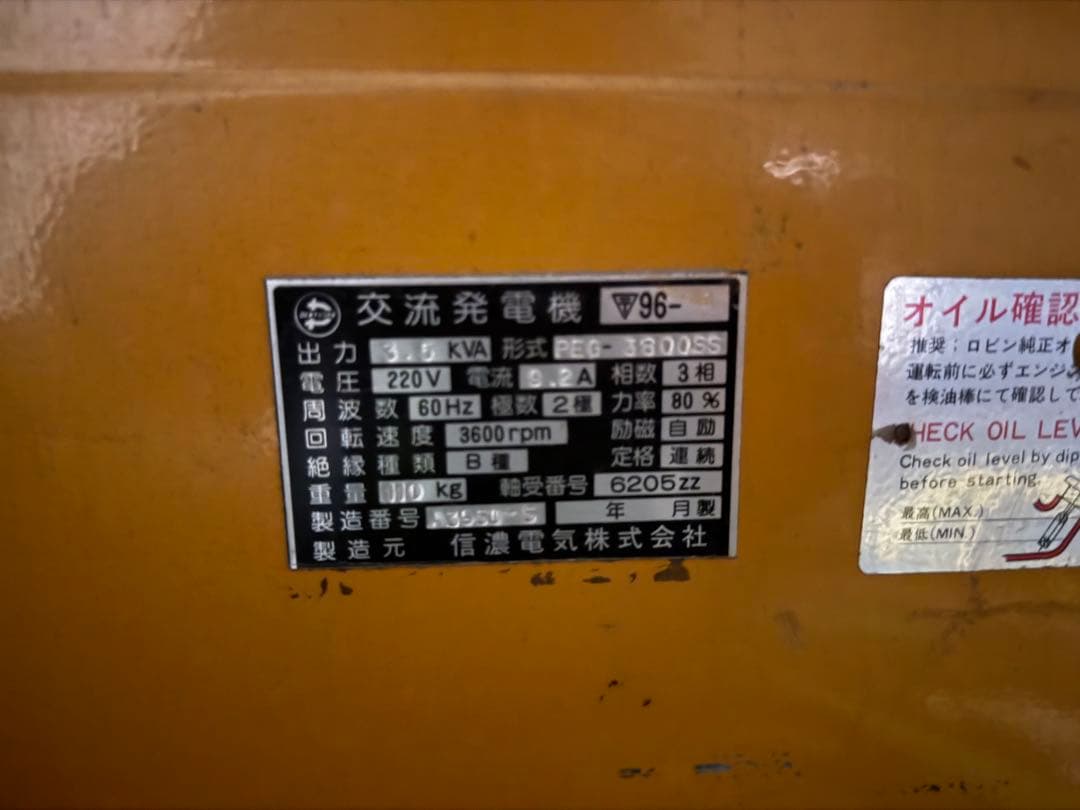 交流発電機 96-
出力 3.5 KVA 形式 PEG-3800SS
電圧 220V 電流 9.2A 相数 3相
周波数 60Hz 極数 2極 力率 80%
回転速度 3600rpm 励磁 自励
絶縁種類 B種 定格 連続
重量 kg 軸受番号 6205zz
製造番号 年 月製
製造元 信濃電気株式会社
オイル確認
推奨;ロビン純正オ
運転前に必ずエンジ
を検油棒にて確認して
CHECK OIL LEV
Check oil level by dip
before starting.
最高(MAX.)
最低(MIN.)